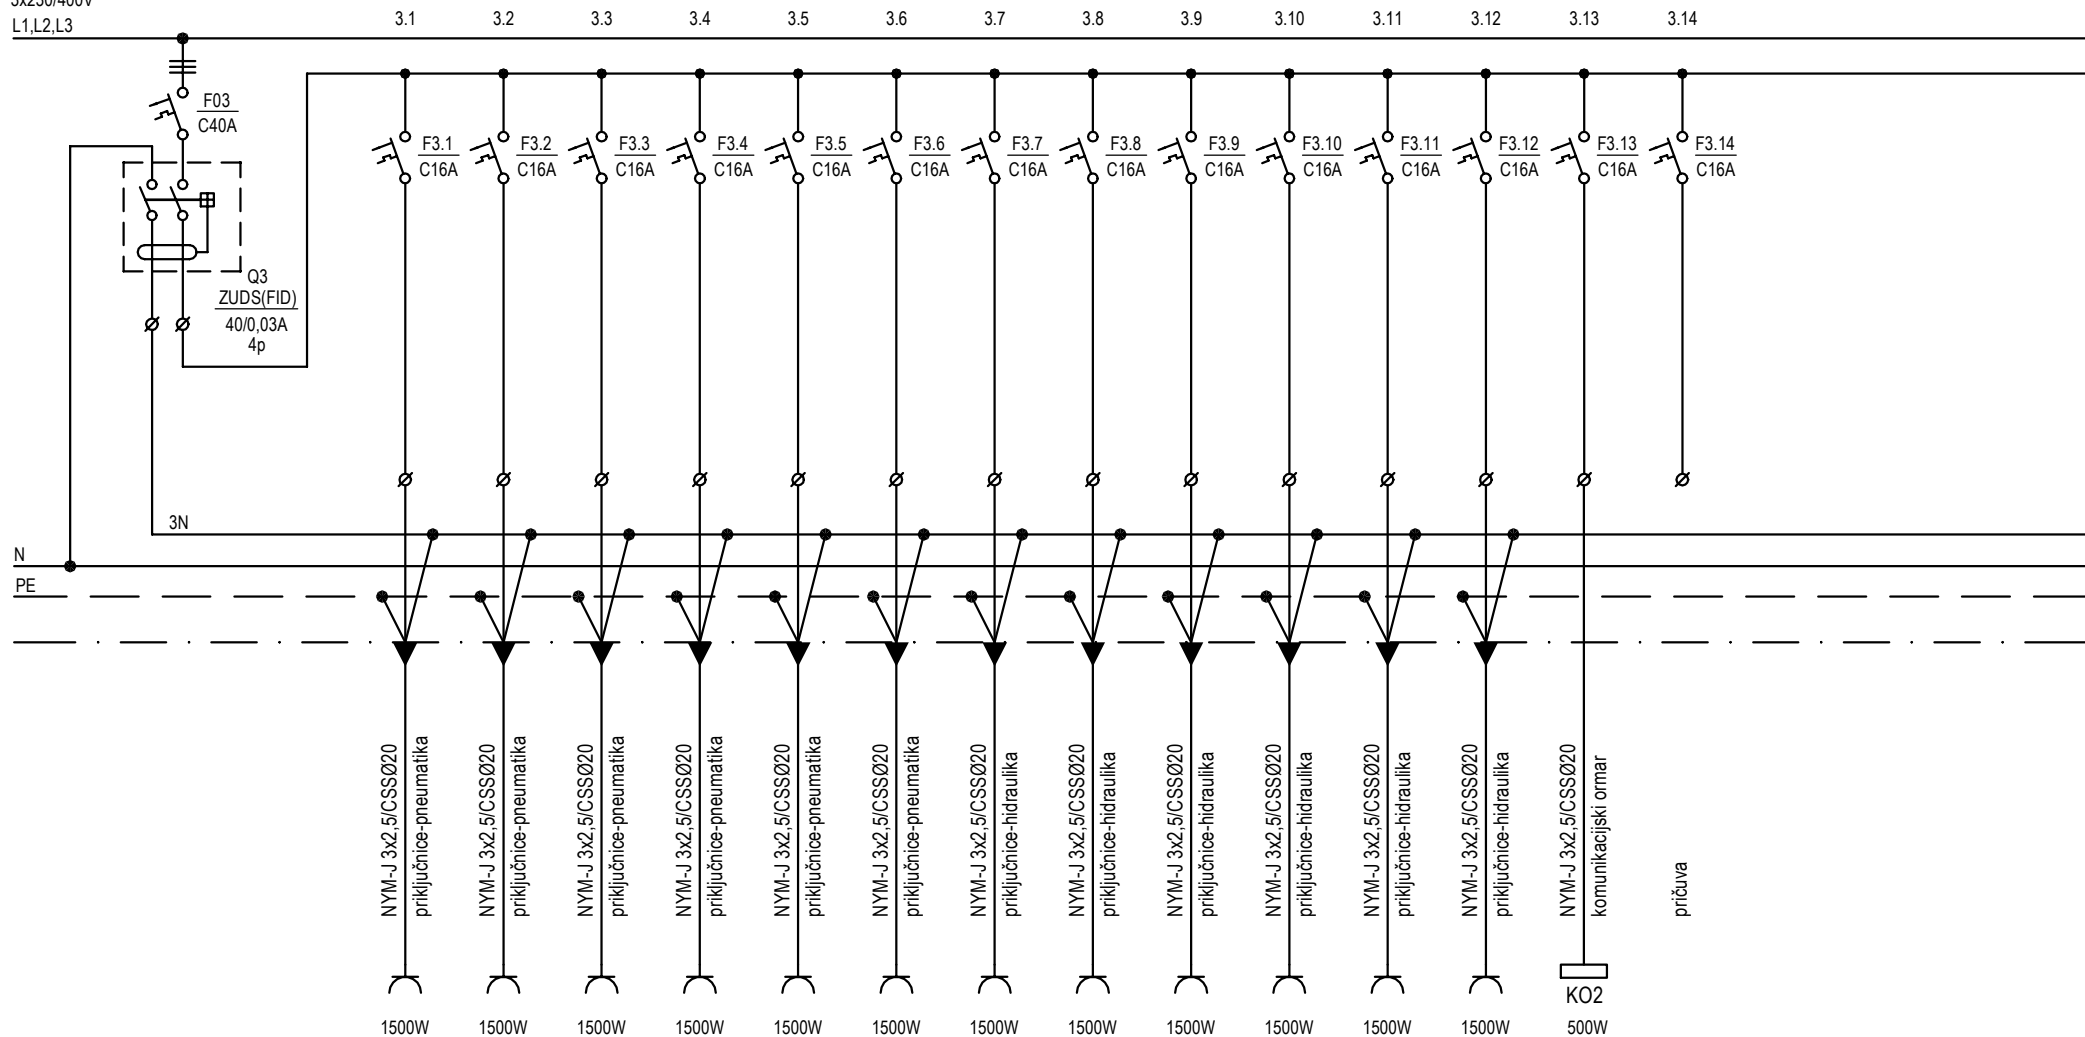 3x230/400V
L1,L2,L3
3.1 3.2 3.3 3.4 3.5 3.6 3.7 3.8 3.9 3.10 3.11 3.12 3.13 3.14
F03
C40A
F3.1 F3.2 F3.3 F3.4 F3.5 F3.6 F3.7 F3.8 F3.9 F3.10 F3.11 F3.12 F3.13 F3.14
C16A C16A C16A C16A C16A C16A C16A C16A C16A C16A C16A C16A C16A C16A
Q3
ZUDS(FID)
40/0,03A
4p
3N
N
PE
NYM-J 3x2,5/CSSØ20
priključnice-pneumatika
NYM-J 3x2,5/CSSØ20
priključnice-pneumatika
NYM-J 3x2,5/CSSØ20
priključnice-pneumatika
NYM-J 3x2,5/CSSØ20
priključnice-pneumatika
NYM-J 3x2,5/CSSØ20
priključnice-pneumatika
NYM-J 3x2,5/CSSØ20
priključnice-pneumatika
NYM-J 3x2,5/CSSØ20
priključnice-hidraulika
NYM-J 3x2,5/CSSØ20
priključnice-hidraulika
NYM-J 3x2,5/CSSØ20
priključnice-hidraulika
NYM-J 3x2,5/CSSØ20
priključnice-hidraulika
NYM-J 3x2,5/CSSØ20
priključnice-hidraulika
NYM-J 3x2,5/CSSØ20
priključnice-hidraulika
NYM-J 3x2,5/CSSØ20
komunikacijski ormar
pričuva
KO2
1500W 1500W 1500W 1500W 1500W 1500W 1500W 1500W 1500W 1500W 1500W 1500W 500W